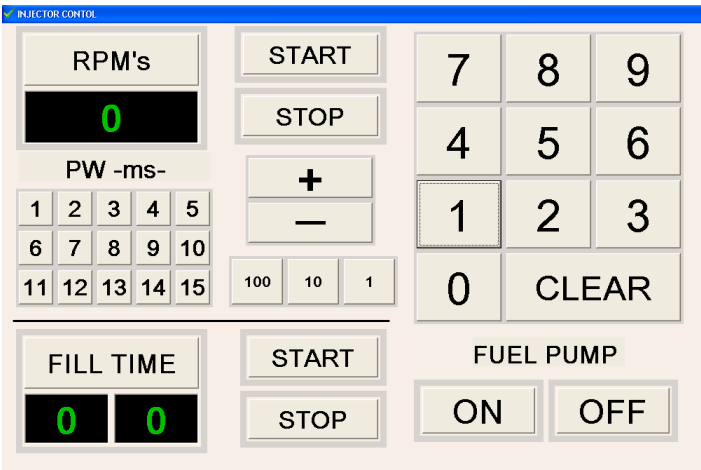 INJECTOR CONTOL
RPM's
0
START
STOP
PW -ms-
1 2 3 4 5
6 7 8 9 10
11 12 13 14 15
+
—
100 10 1
7 8 9
4 5 6
1 2 3
0 CLEAR
FILL TIME
0 0
START
STOP
FUEL PUMP
ON OFF